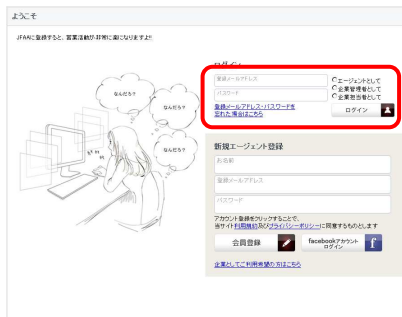 ようこそ
JFAAに登録すると、営業活動が非常に楽になりますよ!!
なんだろ？
なんだろ？
なんだろ？
ログイン
登録メールアドレス
パスワード
エージェントとして
企業管理者として
企業担当者として
登録メールアドレス・パスワードを
忘れた場合はこちら
ログイン
新規エージェント登録
お名前
登録メールアドレス
パスワード
アカウント登録をクリックすることで、
当サイト利用規約及びプライバシーポリシーに同意するものとします
会員登録
facebookアカウント
ログイン
f
企業としてご利用希望の方はこちら